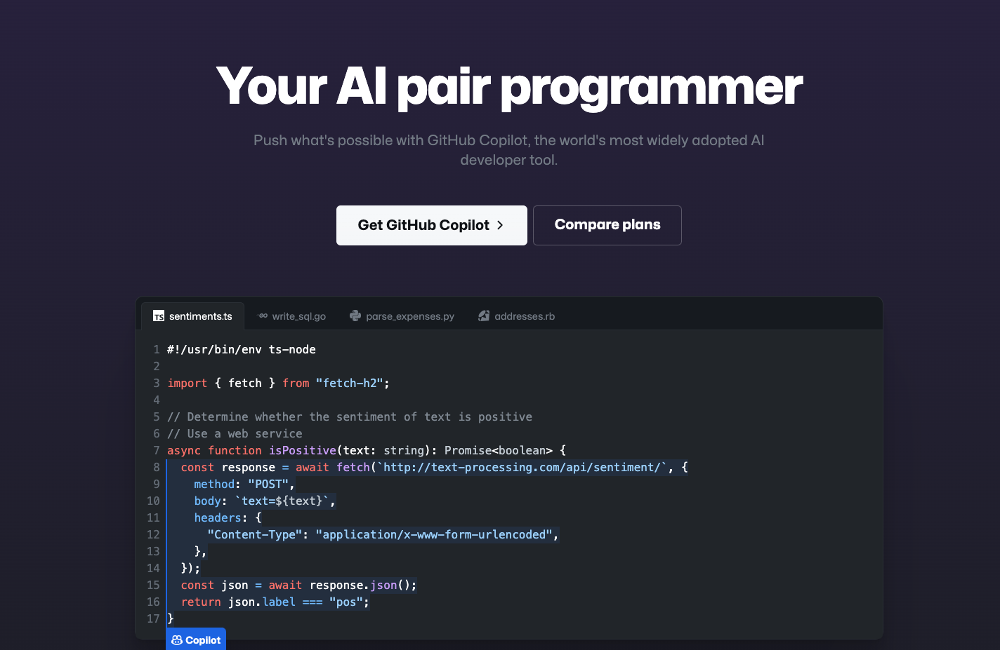 Your AI pair programmer
Push what's possible with GitHub Copilot, the world's most widely adopted AI
developer tool.
Get GitHub Copilot
Compare plans
TS sentiments.ts
GO write_sql.go
parse_expenses.py
addresses.rb
1 #!/usr/bin/env ts-node
2
3 import { fetch } from "fetch-h2";
4
5 // Determine whether the sentiment of text is positive
6 // Use a web service
7 async function isPositive(text: string): Promise<boolean> {
8   const response = await fetch(`http://text-processing.com/api/sentiment/`, {
9     method: "POST",
10     body: `text=${text}`,
11     headers: {
12       "Content-Type": "application/x-www-form-urlencoded",
13     },
14   });
15   const json = await response.json();
16   return json.label === "pos";
17 }
Copilot